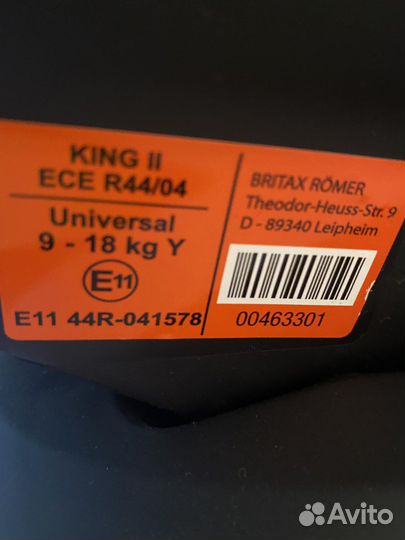 KING II
ECE R44/04
Universal
9 - 18 kg Y
E11
E11 44R-041578
BRITAX RÖMER
Theodor-Heuss-Str. 9
D - 89340 Leipheim
00463301
Avito